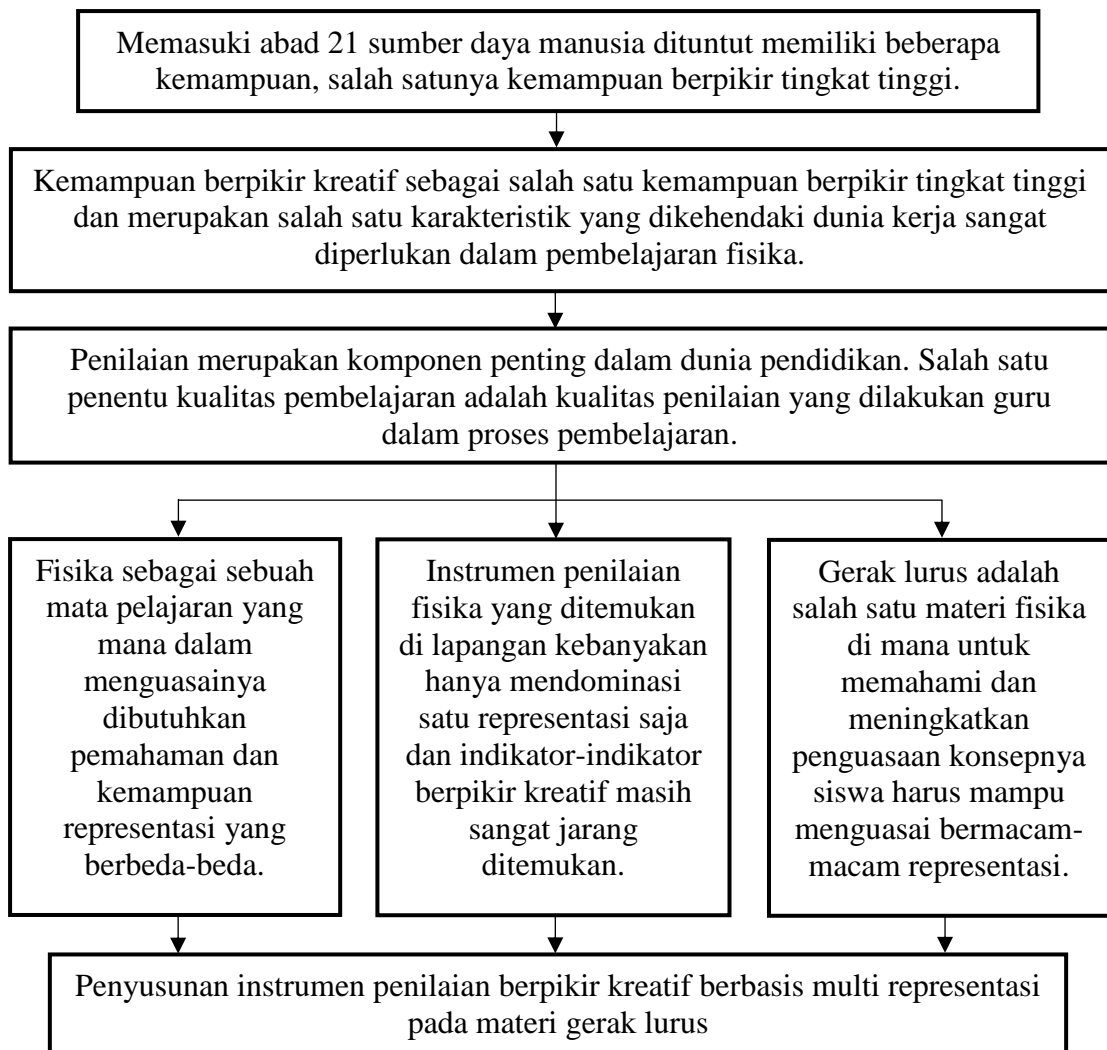 Memasuki abad 21 sumber daya manusia dituntut memiliki beberapa
kemampuan, salah satunya kemampuan berpikir tingkat tinggi.
Kemampuan berpikir kreatif sebagai salah satu kemampuan berpikir tingkat tinggi
dan merupakan salah satu karakteristik yang dikehendaki dunia kerja sangat
diperlukan dalam pembelajaran fisika.
Penilaian merupakan komponen penting dalam dunia pendidikan. Salah satu
penentu kualitas pembelajaran adalah kualitas penilaian yang dilakukan guru
dalam proses pembelajaran.
Fisika sebagai sebuah
mata pelajaran yang
mana dalam
menguasainya
dibutuhkan
pemahaman dan
kemampuan
representasi yang
berbeda-beda.
Instrumen penilaian
fisika yang ditemukan
di lapangan kebanyakan
hanya mendominasi
satu representasi saja
dan indikator-indikator
berpikir kreatif masih
sangat jarang
ditemukan.
Gerak lurus adalah
salah satu materi fisika
di mana untuk
memahami dan
meningkatkan
penguasaan konsepnya
siswa harus mampu
menguasai bermacam-
macam representasi.
Penyusunan instrumen penilaian berpikir kreatif berbasis multi representasi
pada materi gerak lurus